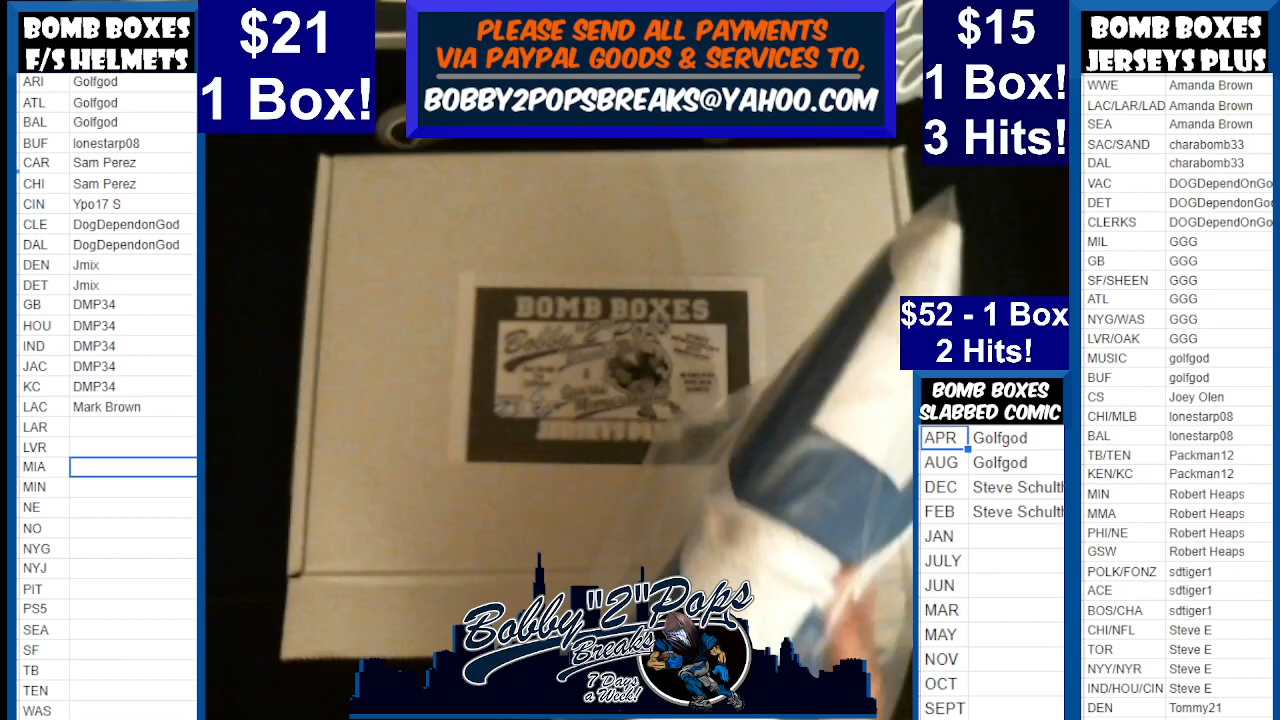 BOMB BOXES
F/S HELMETS
ARI Golfgod
ATL Golfgod
BAL Golfgod
BUF lonestarp08
CAR Sam Perez
CHI Sam Perez
CIN Ypo17 S
CLE DogDependonGod
DAL DogDependonGod
DEN Jmix
DET Jmix
GB DMP34
HOU DMP34
IND DMP34
JAC DMP34
KC DMP34
LAC Mark Brown
LAR
LVR
MIA
MIN
NE
NO
NYG
NYJ
PIT
PS5
SEA
SF
TB
TEN
WAS
$21
1 Box!
PLEASE SEND ALL PAYMENTS
VIA PAYPAL GOODS & SERVICES TO,
BOBBY2POPSBREAKS@YAHOO.COM
$15
1 Box!
3 Hits!
BOMB BOXES
Bobby "2" Pops
JERSEYS PLUS
Bobby "2" Pops
Breaks
7 Days
a Week!
$52 - 1 Box
2 Hits!
BOMB BOXES
SLABBED COMIC
APR Golfgod
AUG Golfgod
DEC Steve Schulth
FEB Steve Schulth
JAN
JULY
JUN
MAR
MAY
NOV
OCT
SEPT
BOMB BOXES
JERSEYS PLUS
WWE Amanda Brown
LAC/LAR/LAD Amanda Brown
SEA Amanda Brown
SAC/SAND charabomb33
DAL charabomb33
VAC DOGDependOnGo
DET DOGDependOnGo
CLERKS DOGDependOnGo
MIL GGG
GB GGG
SF/SHEEN GGG
ATL GGG
NYG/WAS GGG
LVR/OAK GGG
MUSIC golfgod
BUF golfgod
CS Joey Olen
CHI/MLB lonestarp08
BAL lonestarp08
TB/TEN Packman12
KEN/KC Packman12
MIN Robert Heaps
MMA Robert Heaps
PHI/NE Robert Heaps
GSW Robert Heaps
POLK/FONZ sdtiger1
ACE sdtiger1
BOS/CHA sdtiger1
CHI/NFL Steve E
TOR Steve E
NYY/NYR Steve E
IND/HOU/CIN Steve E
DEN Tommy21